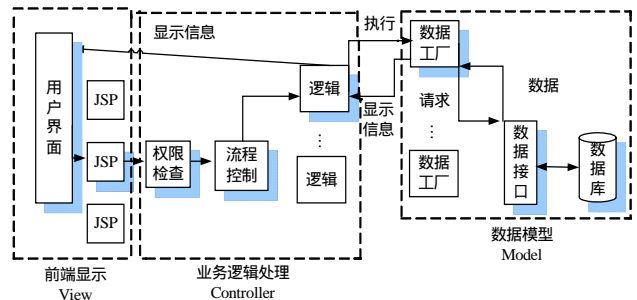 显示信息
执行
数据
工厂
用
户
界
面
JSP
逻辑
显示
信息
请求
数据
JSP
权限
检查
流程
控制
⋮
⋮
数
据
接
口
数
据
库
逻辑
数据
工厂
JSP
前端显示
View
业务逻辑处理
Controller
数据模型
Model